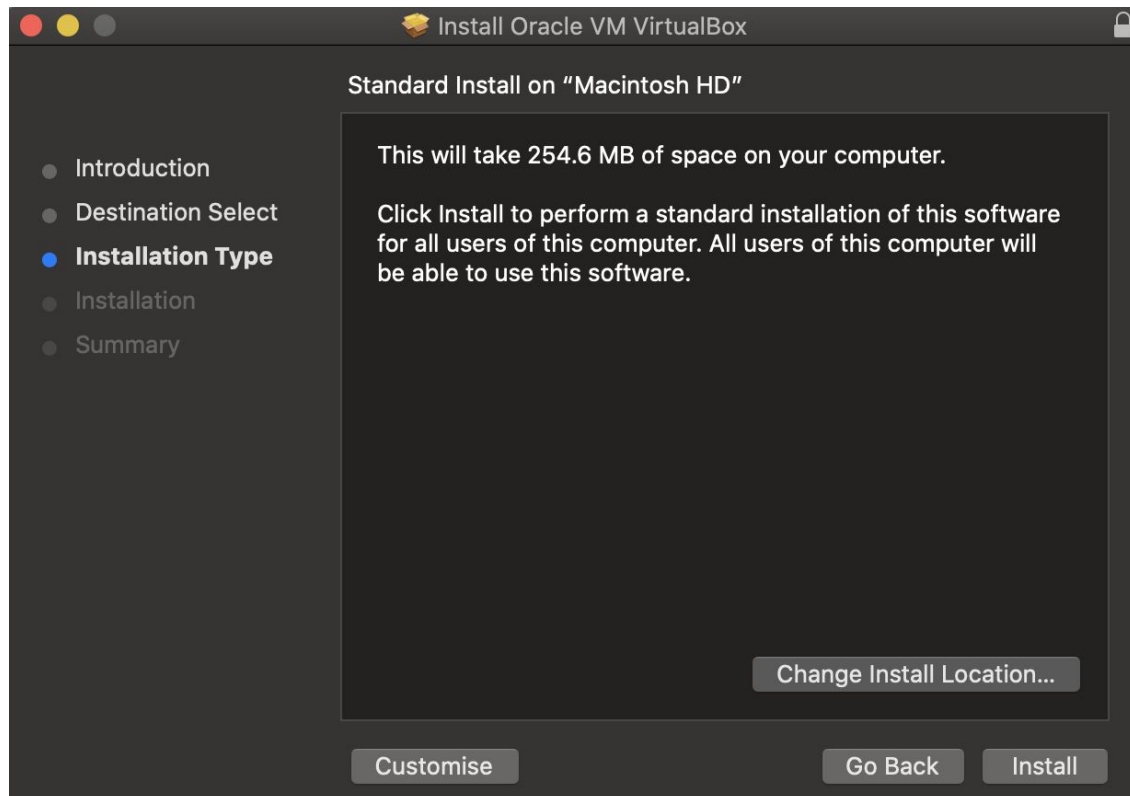 Install Oracle VM VirtualBox
Standard Install on “Macintosh HD”
Introduction
Destination Select
Installation Type
Installation
Summary
This will take 254.6 MB of space on your computer.
Click Install to perform a standard installation of this software
for all users of this computer. All users of this computer will
be able to use this software.
Change Install Location...
Customise
Go Back
Install